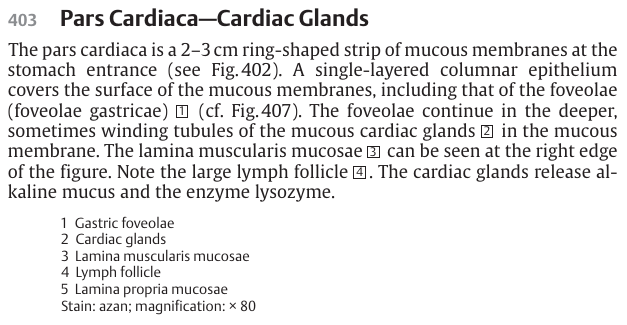 403 Pars Cardiaca—Cardiac Glands
The pars cardiaca is a 2–3 cm ring-shaped strip of mucous membranes at the
stomach entrance (see Fig. 402). A single-layered columnar epithelium
covers the surface of the mucous membranes, including that of the foveolae
(foveolae gastricae) 1 (cf. Fig. 407). The foveolae continue in the deeper,
sometimes winding tubules of the mucous cardiac glands 2 in the mucous
membrane. The lamina muscularis mucosae 3 can be seen at the right edge
of the figure. Note the large lymph follicle 4. The cardiac glands release al-
kaline mucus and the enzyme lysozyme.
1 Gastric foveolae
2 Cardiac glands
3 Lamina muscularis mucosae
4 Lymph follicle
5 Lamina propria mucosae
Stain: azan; magnification: × 80